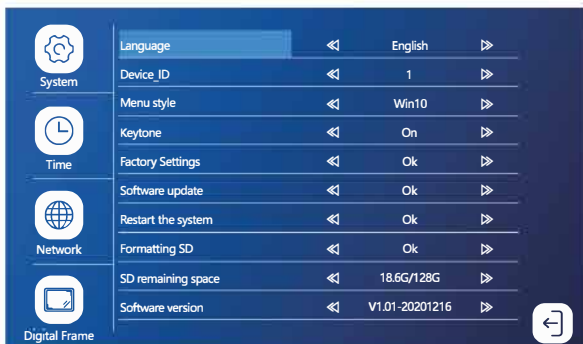 System
Time
Network
Digital Frame
Language English
Device_ID 1
Menu style Win10
Keytone On
Factory Settings Ok
Software update Ok
Restart the system Ok
Formatting SD Ok
SD remaining space 18.6G/128G
Software version V1.01-20201216